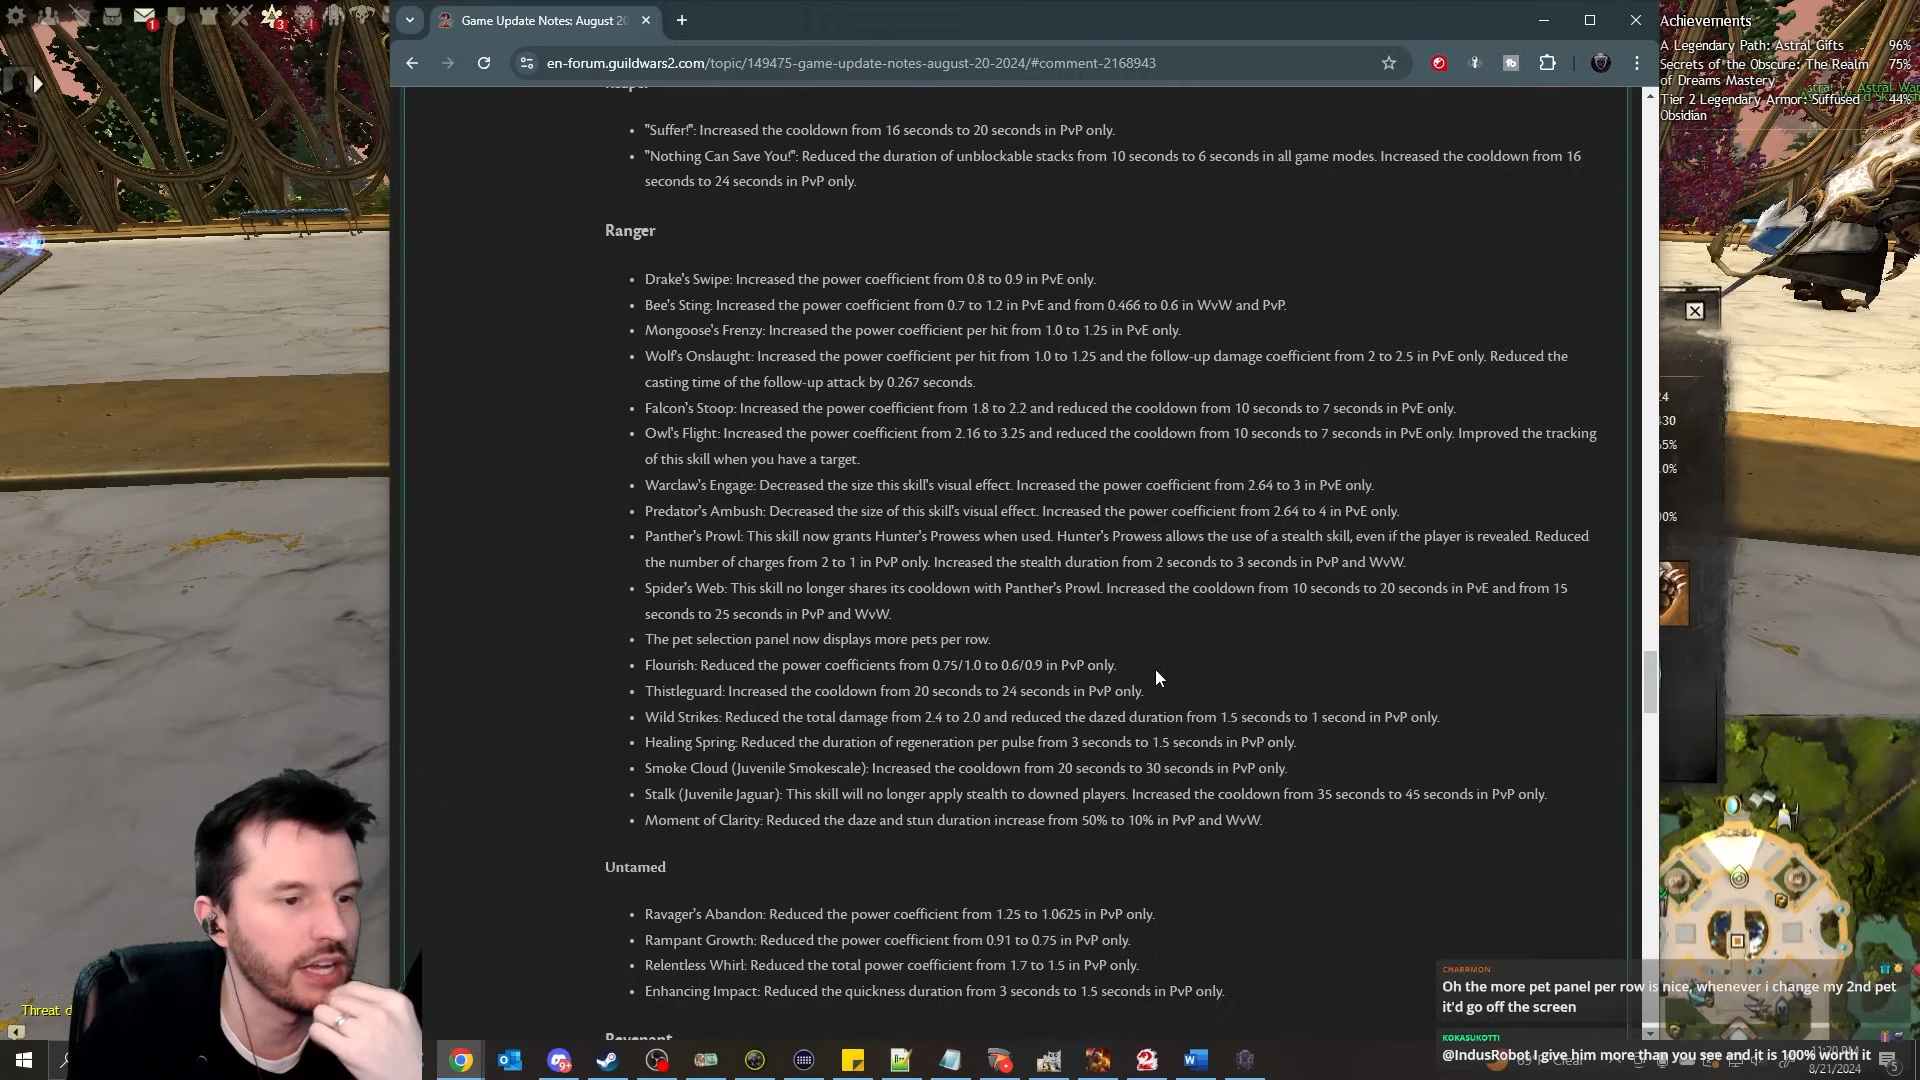 Game Update Notes: August 20
en-forum.guildwars2.com/topic/149475-game-update-notes-august-20-2024/#comment-2168943
Achievements
A Legendary Path: Astral Gifts 96%
Secrets of the Obscure: The Realm 75%
of Dreams Mastery
Tier 2 Legendary Armor: Suffused 44%
Obsidian
1
3
• "Suffer!": Increased the cooldown from 16 seconds to 20 seconds in PvP only.
• "Nothing Can Save You!": Reduced the duration of unblockable stacks from 10 seconds to 6 seconds in all game modes. Increased the cooldown from 16
seconds to 24 seconds in PvP only.
Ranger
• Drake's Swipe: Increased the power coefficient from 0.8 to 0.9 in PvE only.
• Bee's Sting: Increased the power coefficient from 0.7 to 1.2 in PvE and from 0.466 to 0.6 in WvW and PvP.
• Mongoose's Frenzy: Increased the power coefficient per hit from 1.0 to 1.25 in PvE only.
• Wolf's Onslaught: Increased the power coefficient per hit from 1.0 to 1.25 and the follow-up damage coefficient from 2 to 2.5 in PvE only. Reduced the
casting time of the follow-up attack by 0.267 seconds.
• Falcon's Stoop: Increased the power coefficient from 1.8 to 2.2 and reduced the cooldown from 10 seconds to 7 seconds in PvE only.
• Owl's Flight: Increased the power coefficient from 2.16 to 3.25 and reduced the cooldown from 10 seconds to 7 seconds in PvE only. Improved the tracking
of this skill when you have a target.
• Warclaw's Engage: Decreased the size this skill's visual effect. Increased the power coefficient from 2.64 to 3 in PvE only.
• Predator's Ambush: Decreased the size of this skill's visual effect. Increased the power coefficient from 2.64 to 4 in PvE only.
• Panther's Prowl: This skill now grants Hunter's Prowess when used. Hunter's Prowess allows the use of a stealth skill, even if the player is revealed. Reduced
the number of charges from 2 to 1 in PvP only. Increased the stealth duration from 2 seconds to 3 seconds in PvP and WvW.
• Spider's Web: This skill no longer shares its cooldown with Panther's Prowl. Increased the cooldown from 10 seconds to 20 seconds in PvE and from 15
seconds to 25 seconds in PvP and WvW.
• The pet selection panel now displays more pets per row.
• Flourish: Reduced the power coefficients from 0.75/1.0 to 0.6/0.9 in PvP only.
• Thistleguard: Increased the cooldown from 20 seconds to 24 seconds in PvP only.
• Wild Strikes: Reduced the total damage from 2.4 to 2.0 and reduced the dazed duration from 1.5 seconds to 1 second in PvP only.
• Healing Spring: Reduced the duration of regeneration per pulse from 3 seconds to 1.5 seconds in PvP only.
• Smoke Cloud (Juvenile Smokescale): Increased the cooldown from 20 seconds to 30 seconds in PvP only.
• Stalk (Juvenile Jaguar): This skill will no longer apply stealth to downed players. Increased the cooldown from 35 seconds to 45 seconds in PvP only.
• Moment of Clarity: Reduced the daze and stun duration increase from 50% to 10% in PvP and WvW.
Untamed
• Ravager's Abandon: Reduced the power coefficient from 1.25 to 1.0625 in PvP only.
• Rampant Growth: Reduced the power coefficient from 0.91 to 0.75 in PvP only.
• Relentless Whirl: Reduced the total power coefficient from 1.7 to 1.5 in PvP only.
• Enhancing Impact: Reduced the quickness duration from 3 seconds to 1.5 seconds in PvP only.
Revenant
Threat d
CHARRMON
Oh the more pet panel per row is nice, whenever i change my 2nd pet
it'd go off the screen
KOKASUKOTTI
@IndusRobot I give him more than you see and it is 100% worth it
8/21/2024